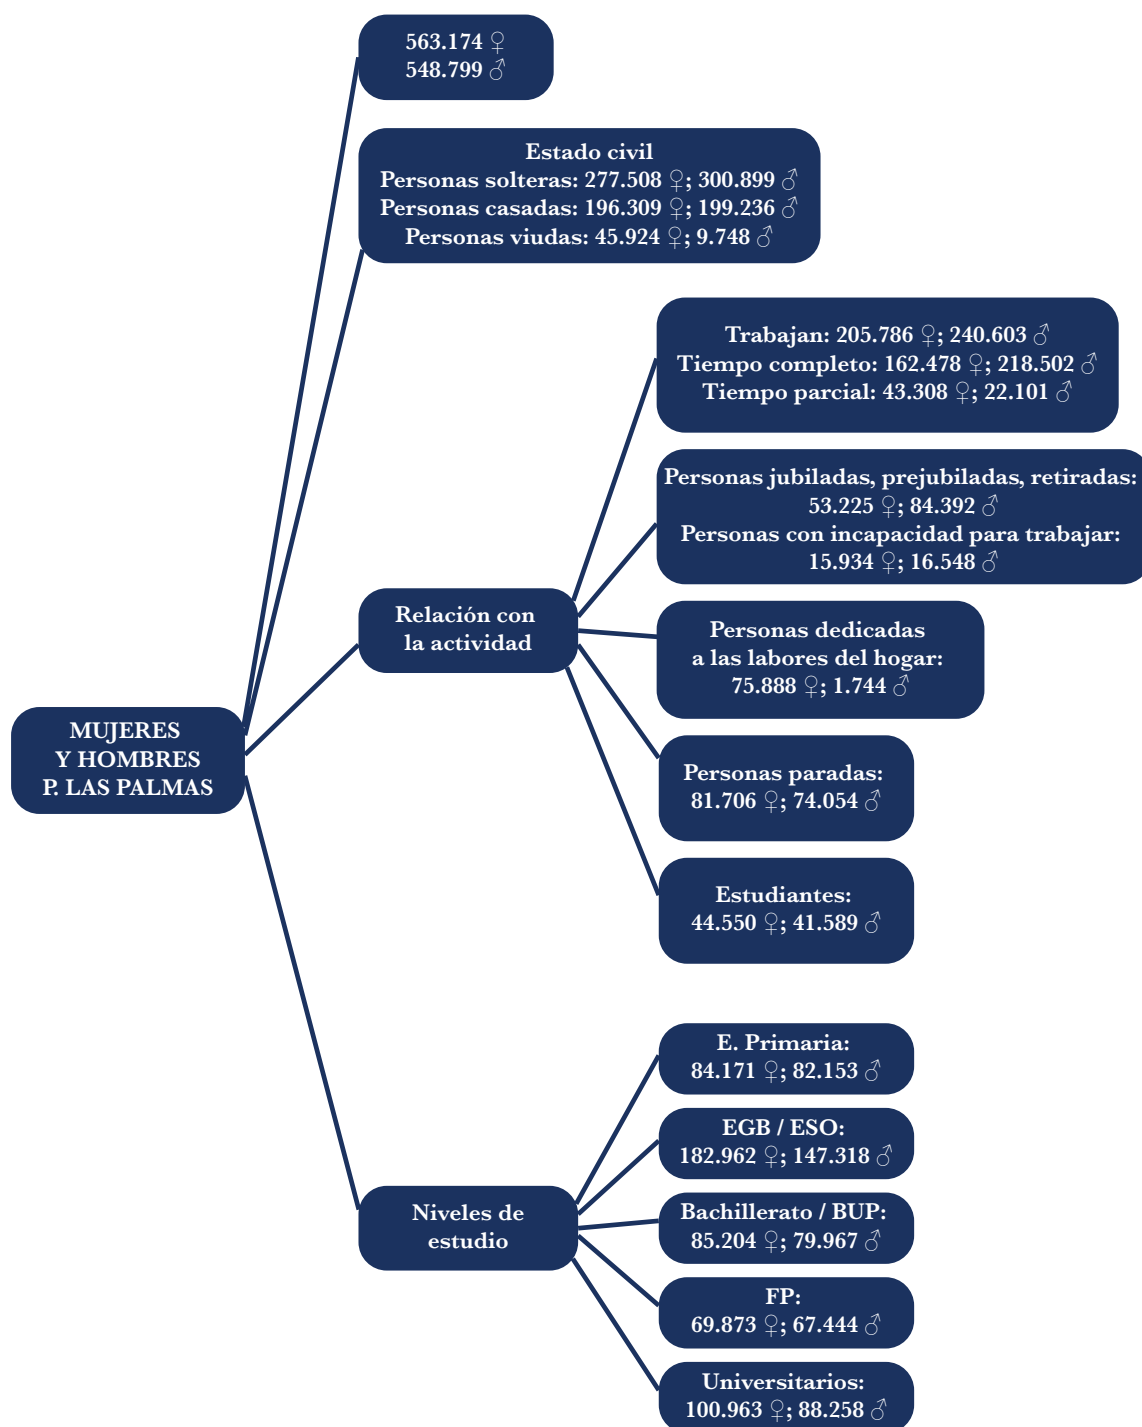 563.174 ♀
548.799 ♂
Estado civil
Personas solteras: 277.508 ♀; 300.899 ♂
Personas casadas: 196.309 ♀; 199.236 ♂
Personas viudas: 45.924 ♀; 9.748 ♂
Trabajan: 205.786 ♀; 240.603 ♂
Tiempo completo: 162.478 ♀; 218.502 ♂
Tiempo parcial: 43.308 ♀; 22.101 ♂
Personas jubiladas, prejubiladas, retiradas:
53.225 ♀; 84.392 ♂
Personas con incapacidad para trabajar:
15.934 ♀; 16.548 ♂
Relación con
la actividad
Personas dedicadas
a las labores del hogar:
75.888 ♀; 1.744 ♂
MUJERES
Y HOMBRES
P. LAS PALMAS
Personas paradas:
81.706 ♀; 74.054 ♂
Estudiantes:
44.550 ♀; 41.589 ♂
E. Primaria:
84.171 ♀; 82.153 ♂
EGB / ESO:
182.962 ♀; 147.318 ♂
Niveles de
estudio
Bachillerato / BUP:
85.204 ♀; 79.967 ♂
FP:
69.873 ♀; 67.444 ♂
Universitarios:
100.963 ♀; 88.258 ♂